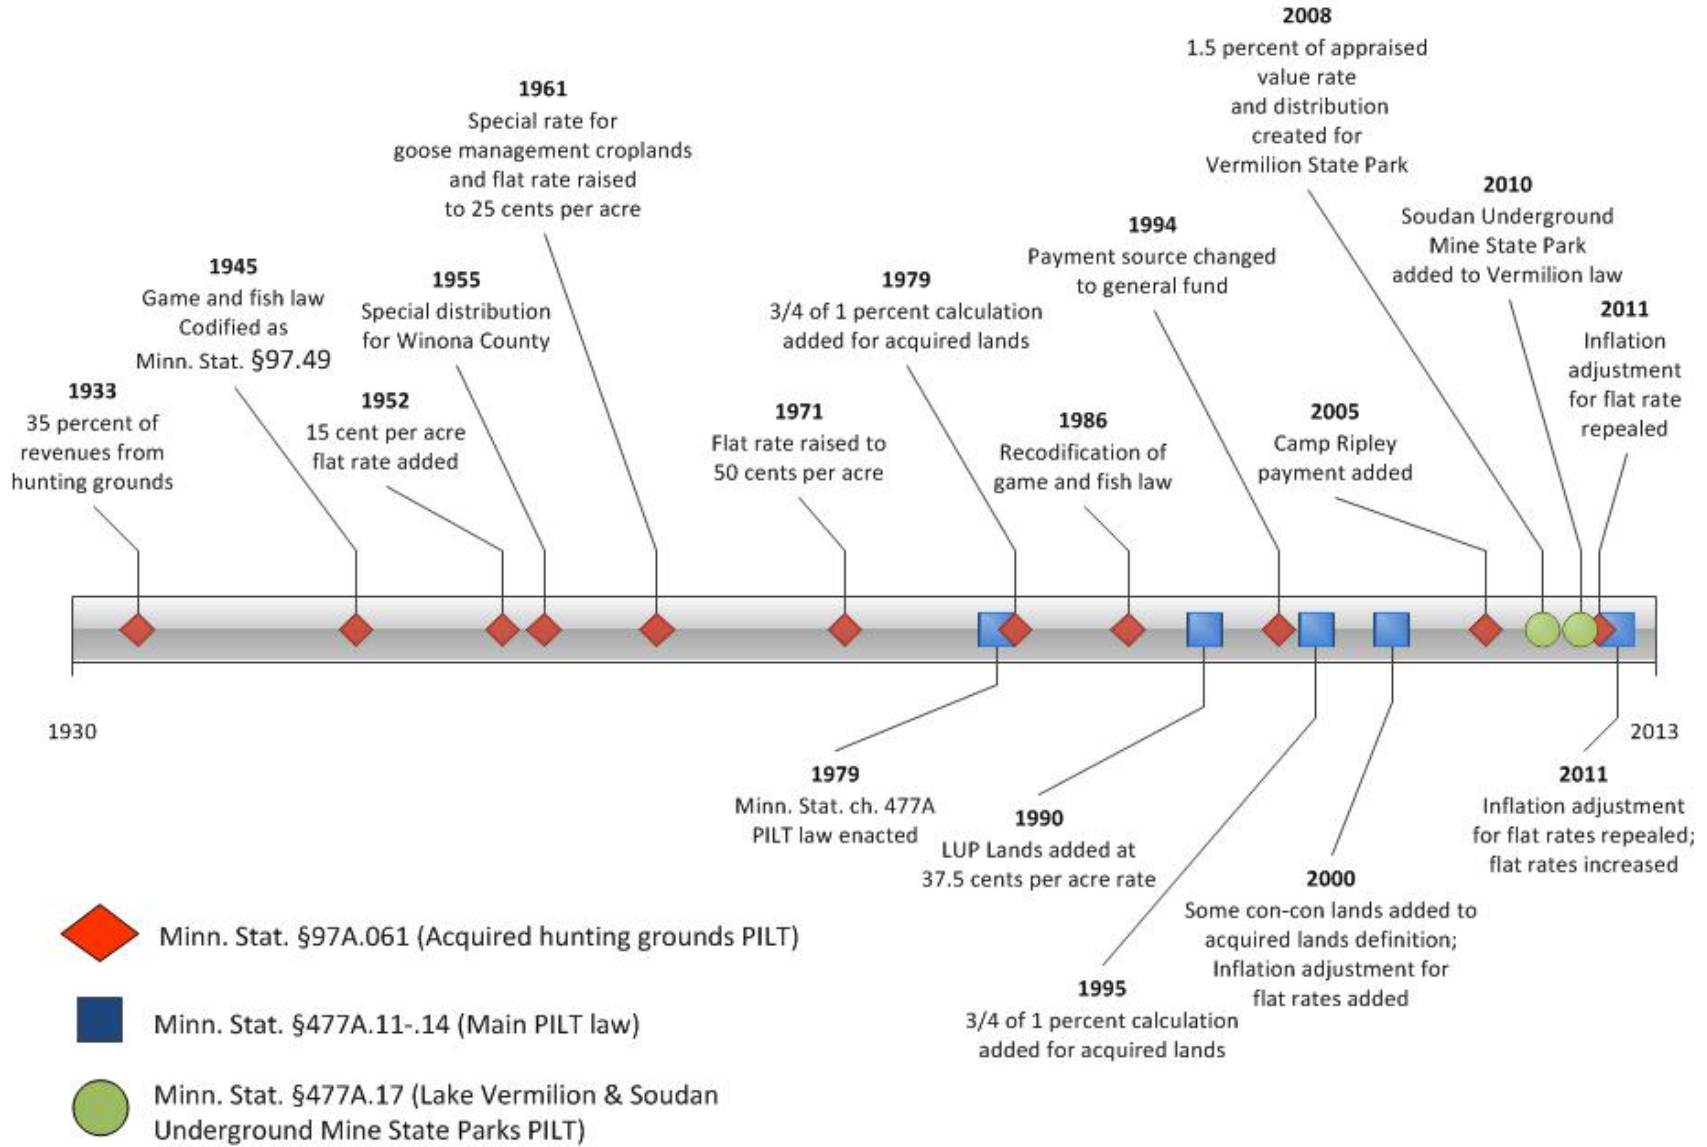 2008
1.5 percent of appraised
value rate
and distribution
created for
Vermilion State Park
1961
Special rate for
goose management croplands
and flat rate raised
to 25 cents per acre
2010
Soudan Underground
Mine State Park
added to Vermilion law
1994
Payment source changed
to general fund
1945
Game and fish law
Codified as
Minn. Stat. §97.49
1955
Special distribution
for Winona County
1979
3/4 of 1 percent calculation
added for acquired lands
2011
Inflation
adjustment
for flat rate
repealed
1933
35 percent of
revenues from
hunting grounds
1952
15 cent per acre
flat rate added
1971
Flat rate raised to
50 cents per acre
1986
Recodification of
game and fish law
2005
Camp Ripley
payment added
1930
2013
1979
Minn. Stat. ch. 477A
PILT law enacted
1990
LUP Lands added at
37.5 cents per acre rate
1995
3/4 of 1 percent calculation
added for acquired lands
2000
Some con-con lands added to
acquired lands definition;
Inflation adjustment for
flat rates added
2011
Inflation adjustment
for flat rates repealed;
flat rates increased
Minn. Stat. §97A.061 (Acquired hunting grounds PILT)
Minn. Stat. §477A.11-.14 (Main PILT law)
Minn. Stat. §477A.17 (Lake Vermilion & Soudan
Underground Mine State Parks PILT)